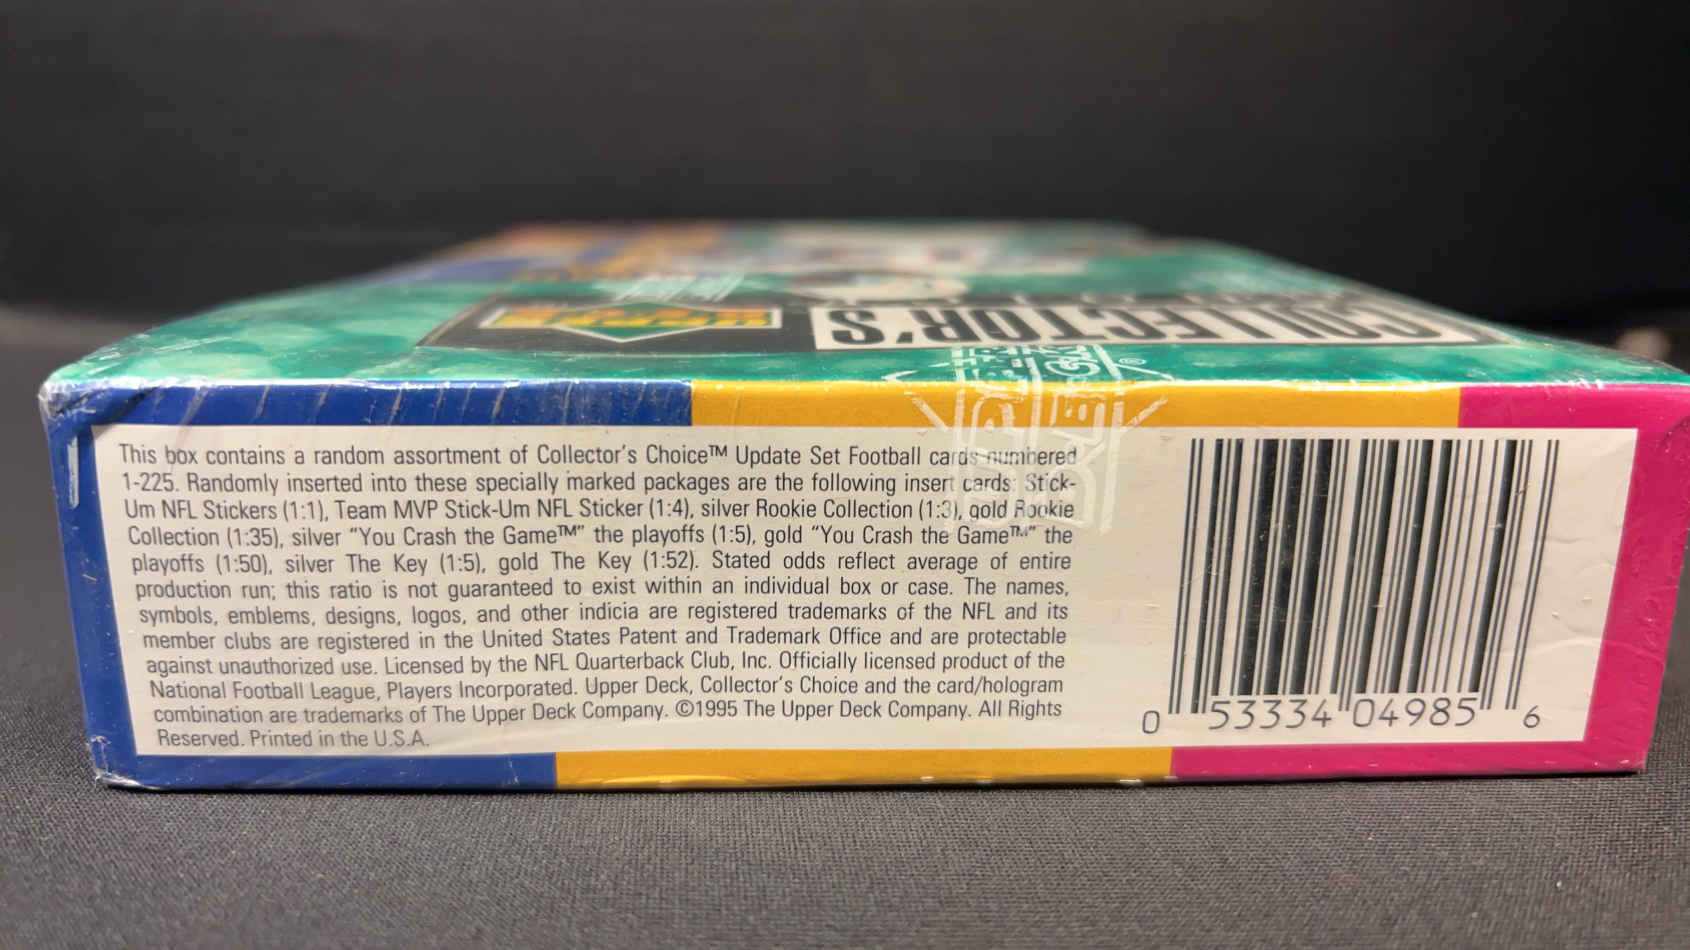 COLLECTOR'S
This box contains a random assortment of Collector's Choice™ Update Set Football cards numbered
1-225. Randomly inserted into these specially marked packages are the following insert cards: Stick-
Um NFL Stickers (1:1), Team MVP Stick-Um NFL Sticker (1:4), silver Rookie Collection (1:3), gold Rookie
Collection (1:35), silver “You Crash the Game™” the playoffs (1:5), gold “You Crash the Game™” the
playoffs (1:50), silver The Key (1:5), gold The Key (1:52). Stated odds reflect average of entire
production run; this ratio is not guaranteed to exist within an individual box or case. The names,
symbols, emblems, designs, logos, and other indicia are registered trademarks of the NFL and its
member clubs are registered in the United States Patent and Trademark Office and are protectable
against unauthorized use. Licensed by the NFL Quarterback Club, Inc. Officially licensed product of the
National Football League, Players Incorporated. Upper Deck, Collector's Choice and the card/hologram
combination are trademarks of The Upper Deck Company. ©1995 The Upper Deck Company. All Rights
Reserved. Printed in the U.S.A.
0 53334 04985 6